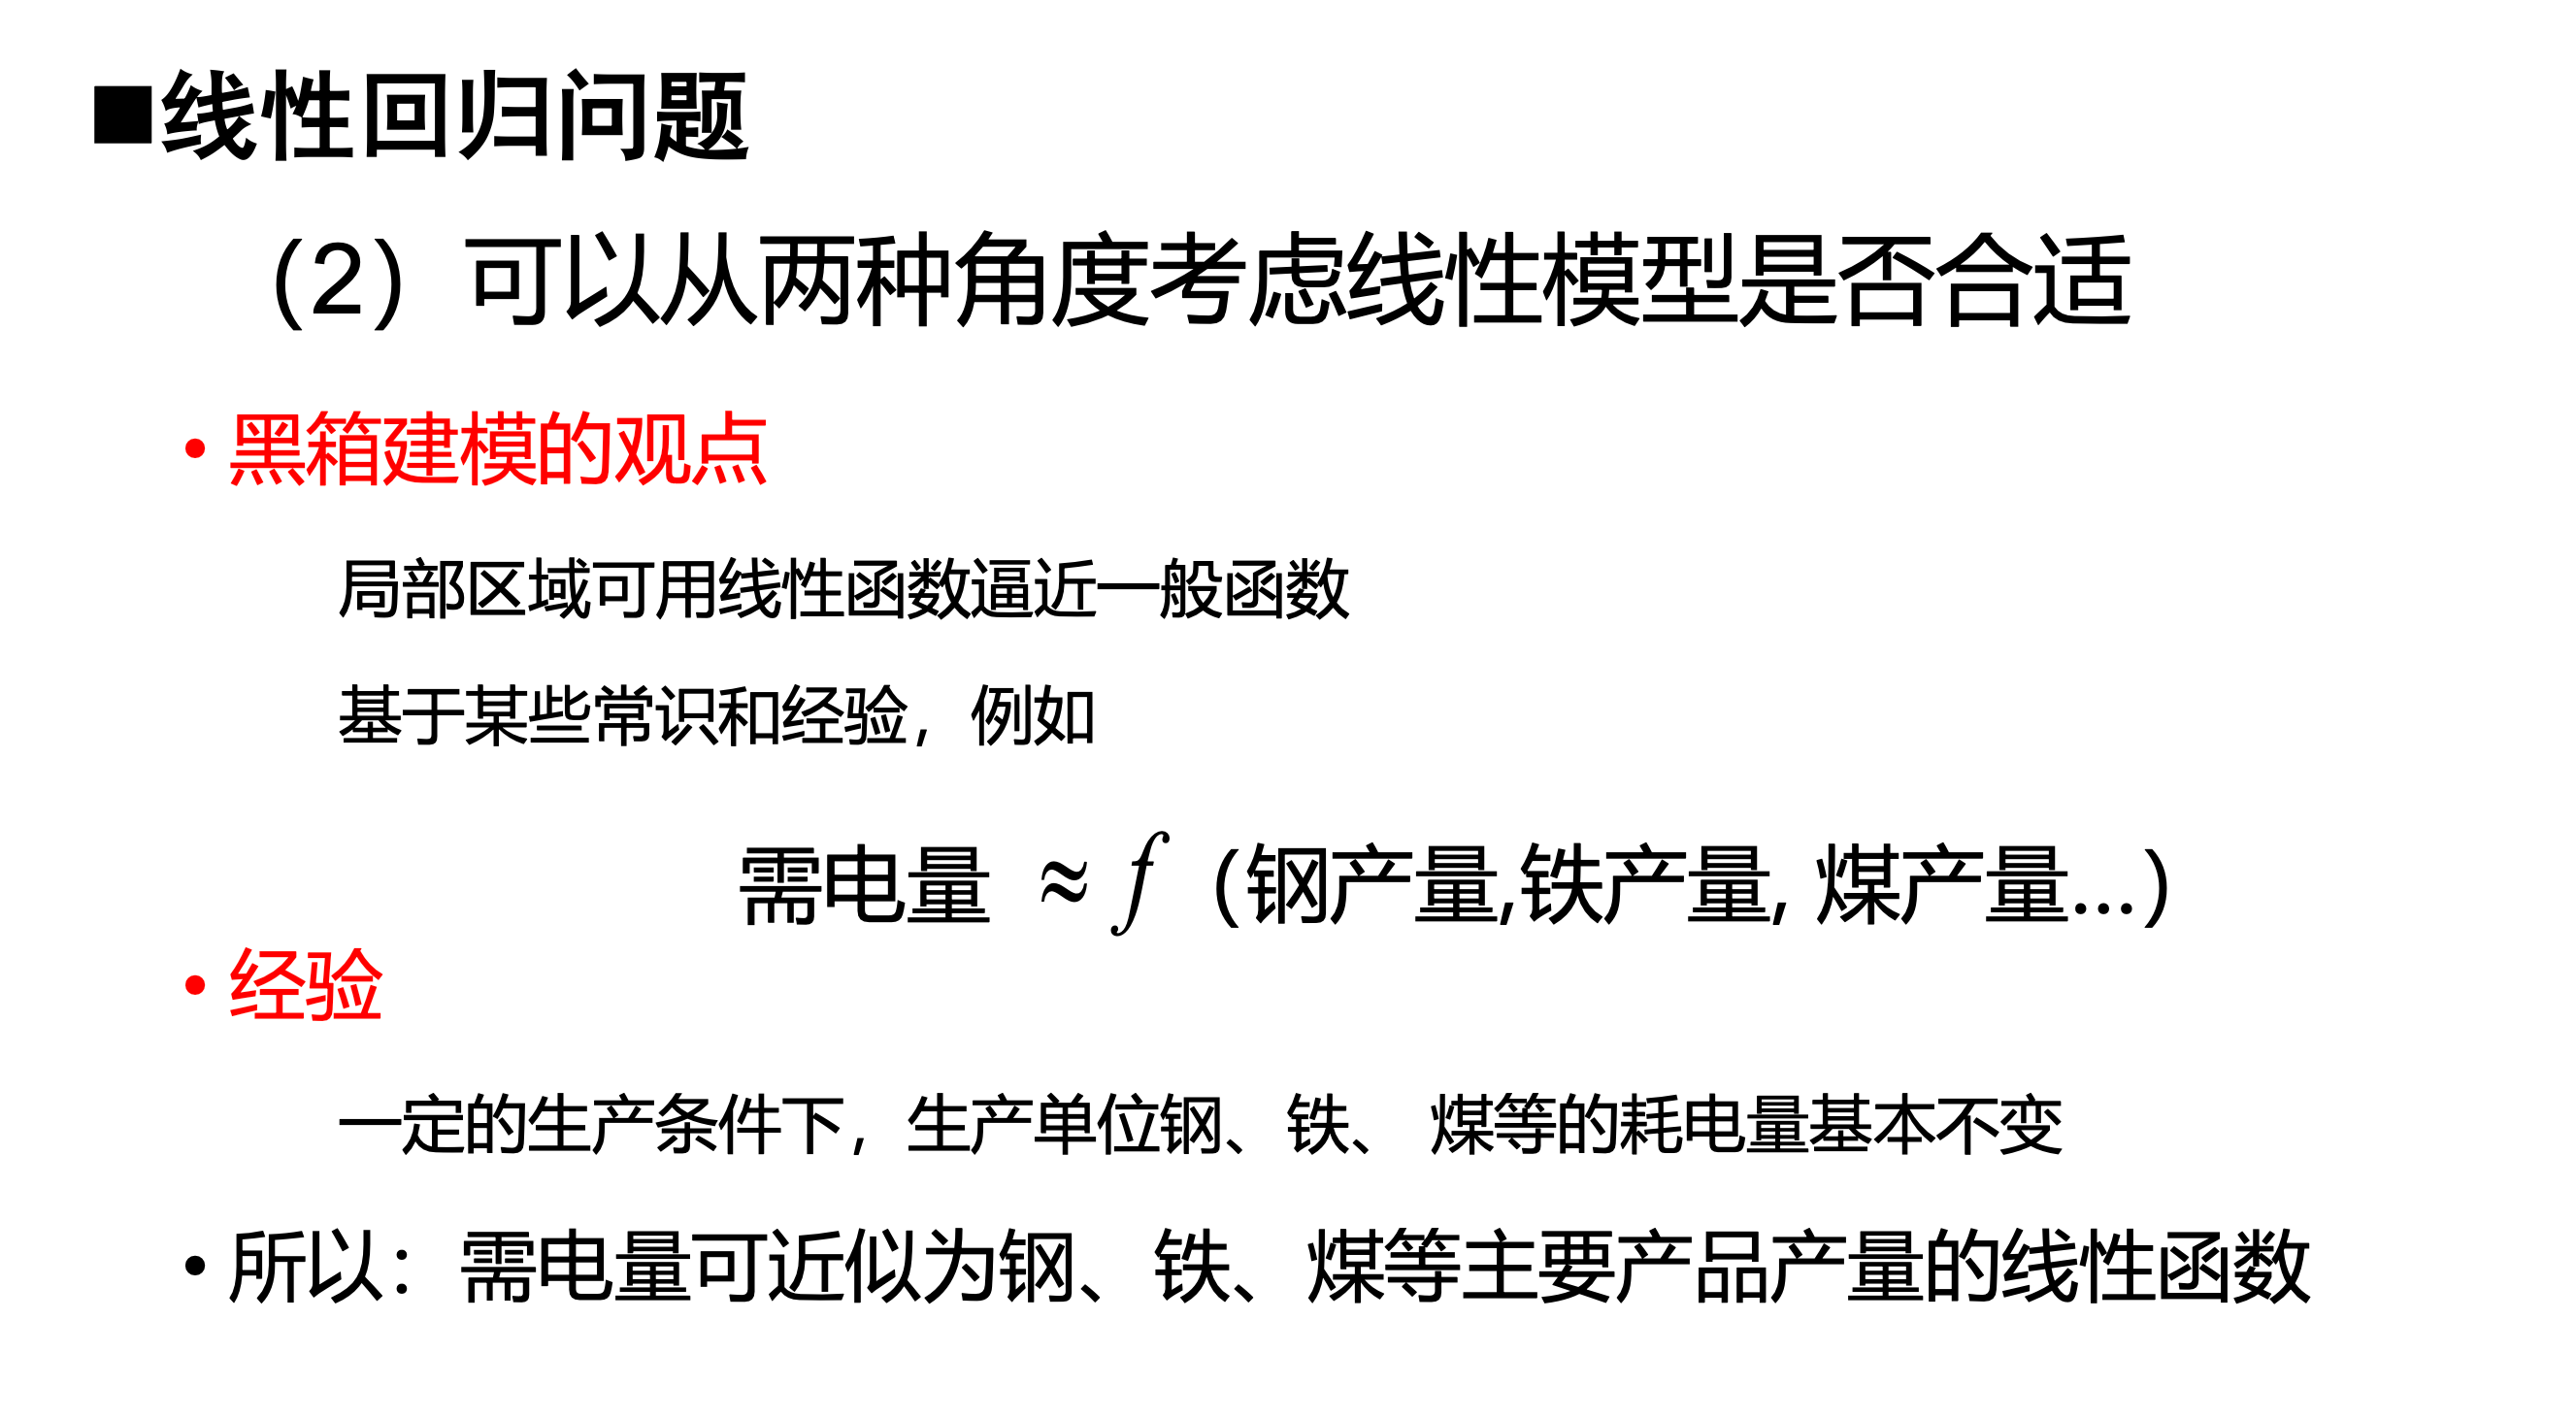 ■线性回归问题
（2）可以从两种角度考虑线性模型是否合适
• 黑箱建模的观点
局部区域可用线性函数逼近一般函数
基于某些常识和经验，例如
需电量 ≈ f（钢产量,铁产量, 煤产量…）
• 经验
一定的生产条件下，生产单位钢、铁、 煤等的耗电量基本不变
• 所以：需电量可近似为钢、铁、煤等主要产品产量的线性函数